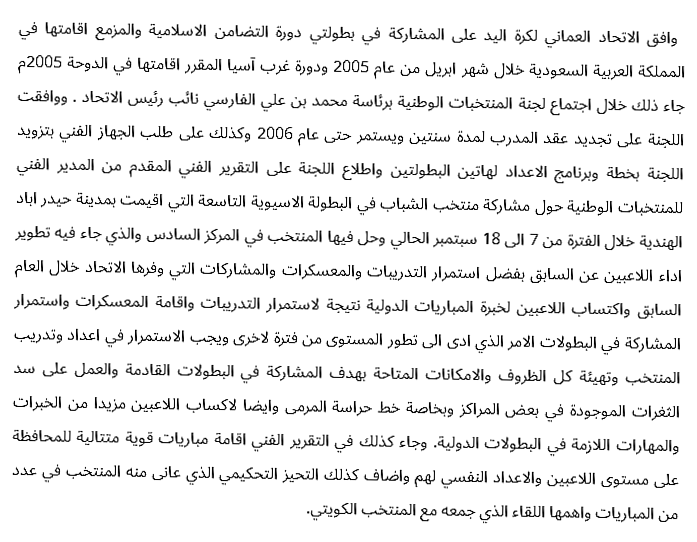 وافق الاتحاد العماني لكرة اليد على المشاركة في بطولتي دورة التضامن الاسلامية والمزمع اقامتها في
المملكة العربية السعودية خلال شهر ابريل من عام 2005 ودورة غرب آسيا المقرر اقامتها في الدوحة 2005م
جاء ذلك خلال اجتماع لجنة المنتخبات الوطنية برئاسة محمد بن علي الفارسي نائب رئيس الاتحاد . ووافقت
اللجنة على تجديد عقد المدرب لمدة سنتين ويستمر حتى عام 2006 وكذلك على طلب الجهاز الفني بتزويد
اللجنة بخطة وبرنامج الاعداد لهاتين البطولتين واطلاع اللجنة على التقرير الفني المقدم من المدير الفني
للمنتخبات الوطنية حول مشاركة منتخب الشباب في البطولة الاسيوية التاسعة التي اقيمت بمدينة حيدر اباد
الهندية خلال الفترة من 7 الى 18 سبتمبر الحالي وحل فيها المنتخب في المركز السادس والذي جاء فيه تطوير
اداء اللاعبين عن السابق بفضل استمرار التدريبات والمعسكرات والمشاركات التي وفرها الاتحاد خلال العام
السابق واكتساب اللاعبين لخبرة المباريات الدولية نتيجة لاستمرار التدريبات واقامة المعسكرات واستمرار
المشاركة في البطولات الامر الذي ادى الى تطور المستوى من فترة لاخرى ويجب الاستمرار في اعداد وتدريب
المنتخب وتهيئة كل الظروف والامكانات المتاحة بهدف المشاركة في البطولات القادمة والعمل على سد
الثغرات الموجودة في بعض المراكز وبخاصة خط حراسة المرمى وايضا لاكساب اللاعبين مزيدا من الخبرات
والمهارات اللازمة في البطولات الدولية. وجاء كذلك في التقرير الفني اقامة مباريات قوية متتالية للمحافظة
على مستوى اللاعبين والاعداد النفسي لهم واضاف كذلك التحيز التحكيمي الذي عانى منه المنتخب في عدد
من المباريات واهمها اللقاء الذي جمعه مع المنتخب الكويتي.